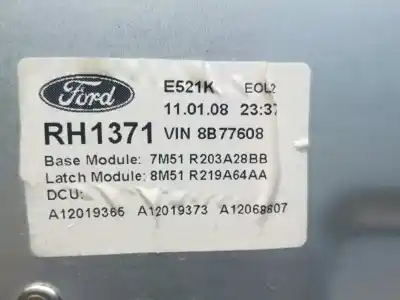 Ford E521K EOL2
11.01.08 23:37
RH1371 VIN 8B77608
Base Module: 7M51 R203A28BB
Latch Module: 8M51 R219A64AA
DCU:
A12019366 A12019373 A12068807